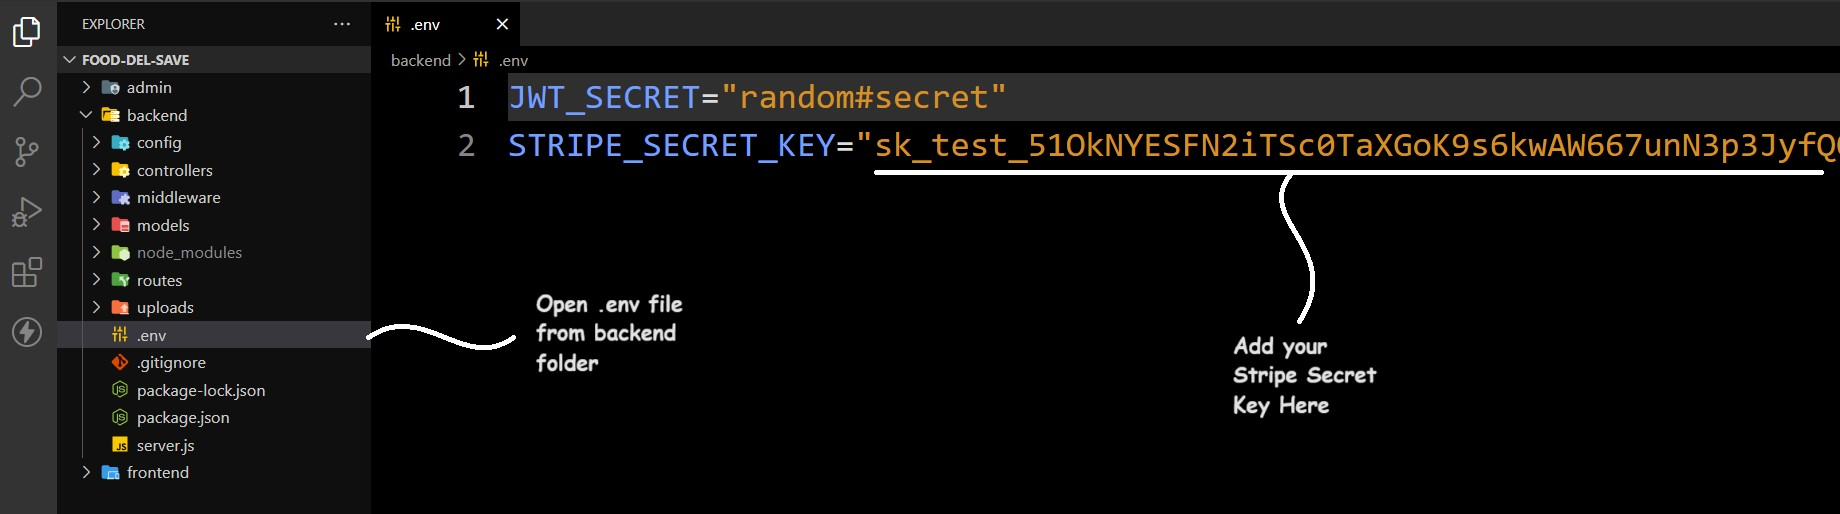 EXPLORER ...
FOOD-DEL-SAVE
admin
backend
config
controllers
middleware
models
node_modules
routes
uploads
.env
.gitignore
package-lock.json
package.json
server.js
frontend
.env
backend > .env
1 JWT_SECRET="random#secret"
2 STRIPE_SECRET_KEY="sk_test_51OkNYESFN2iTSc0TaXGoK9s6kwAW667unN3p3JyfQ
Open .env file
from backend
folder
Add your
Stripe Secret
Key Here